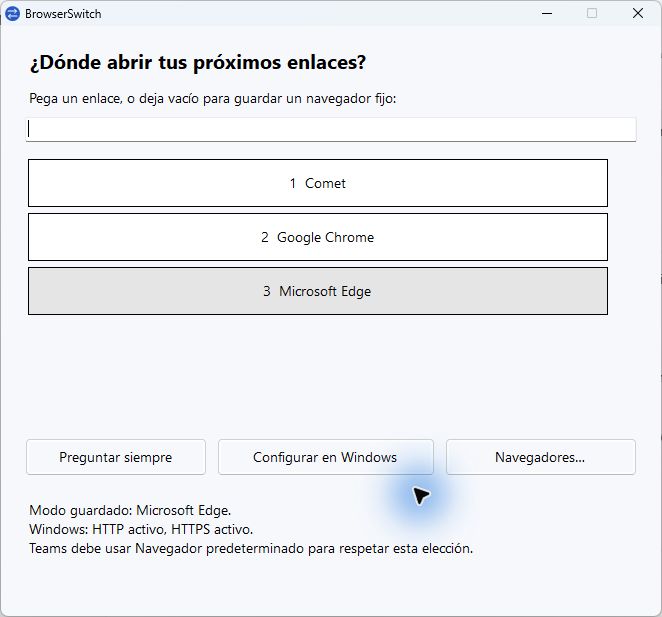 BrowserSwitch
¿Dónde abrir tus próximos enlaces?
Pega un enlace, o deja vacío para guardar un navegador fijo:
1 Comet
2 Google Chrome
3 Microsoft Edge
Preguntar siempre
Configurar en Windows
Navegadores...
Modo guardado: Microsoft Edge.
Windows: HTTP activo, HTTPS activo.
Teams debe usar Navegador predeterminado para respetar esta elección.